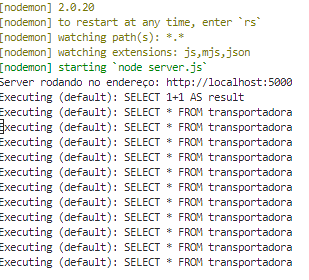 [nodemon] 2.0.20
[nodemon] to restart at any time, enter `rs`
[nodemon] watching path(s): *.*
[nodemon] watching extensions: js,mjs,json
[nodemon] starting `node server.js`
Server rodando no endereço: http://localhost:5000
Executing (default): SELECT 1+1 AS result
Executing (default): SELECT * FROM transportadora
Executing (default): SELECT * FROM transportadora
Executing (default): SELECT * FROM transportadora
Executing (default): SELECT * FROM transportadora
Executing (default): SELECT * FROM transportadora
Executing (default): SELECT * FROM transportadora
Executing (default): SELECT * FROM transportadora
Executing (default): SELECT * FROM transportadora
Executing (default): SELECT * FROM transportadora
Executing (default): SELECT * FROM transportadora
Executing (default): SELECT * FROM transportadora